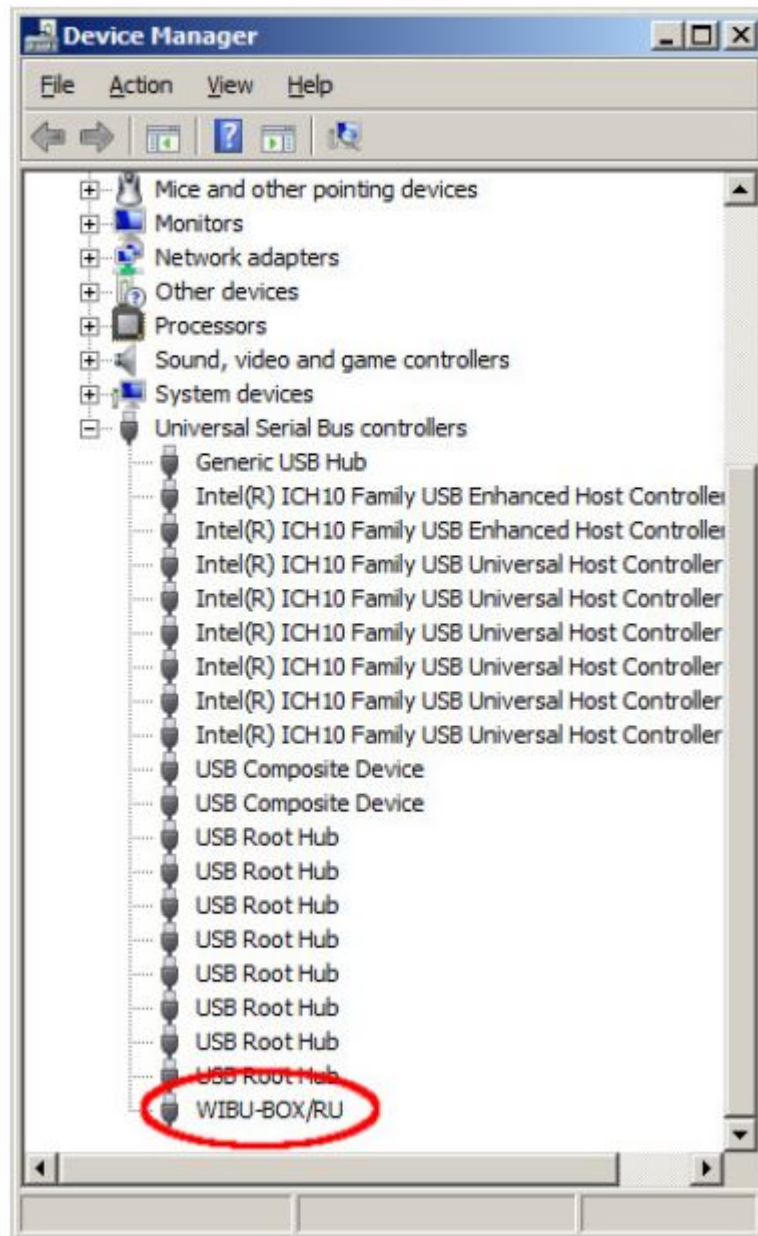 Device Manager
File Action View Help
Mice and other pointing devices
Monitors
Network adapters
Other devices
Processors
Sound, video and game controllers
System devices
Universal Serial Bus controllers
Generic USB Hub
Intel(R) ICH10 Family USB Enhanced Host Controller
Intel(R) ICH10 Family USB Enhanced Host Controller
Intel(R) ICH10 Family USB Universal Host Controller
Intel(R) ICH10 Family USB Universal Host Controller
Intel(R) ICH10 Family USB Universal Host Controller
Intel(R) ICH10 Family USB Universal Host Controller
Intel(R) ICH10 Family USB Universal Host Controller
Intel(R) ICH10 Family USB Universal Host Controller
USB Composite Device
USB Composite Device
USB Root Hub
USB Root Hub
USB Root Hub
USB Root Hub
USB Root Hub
USB Root Hub
USB Root Hub
USB Root Hub
WIBU-BOX/RU